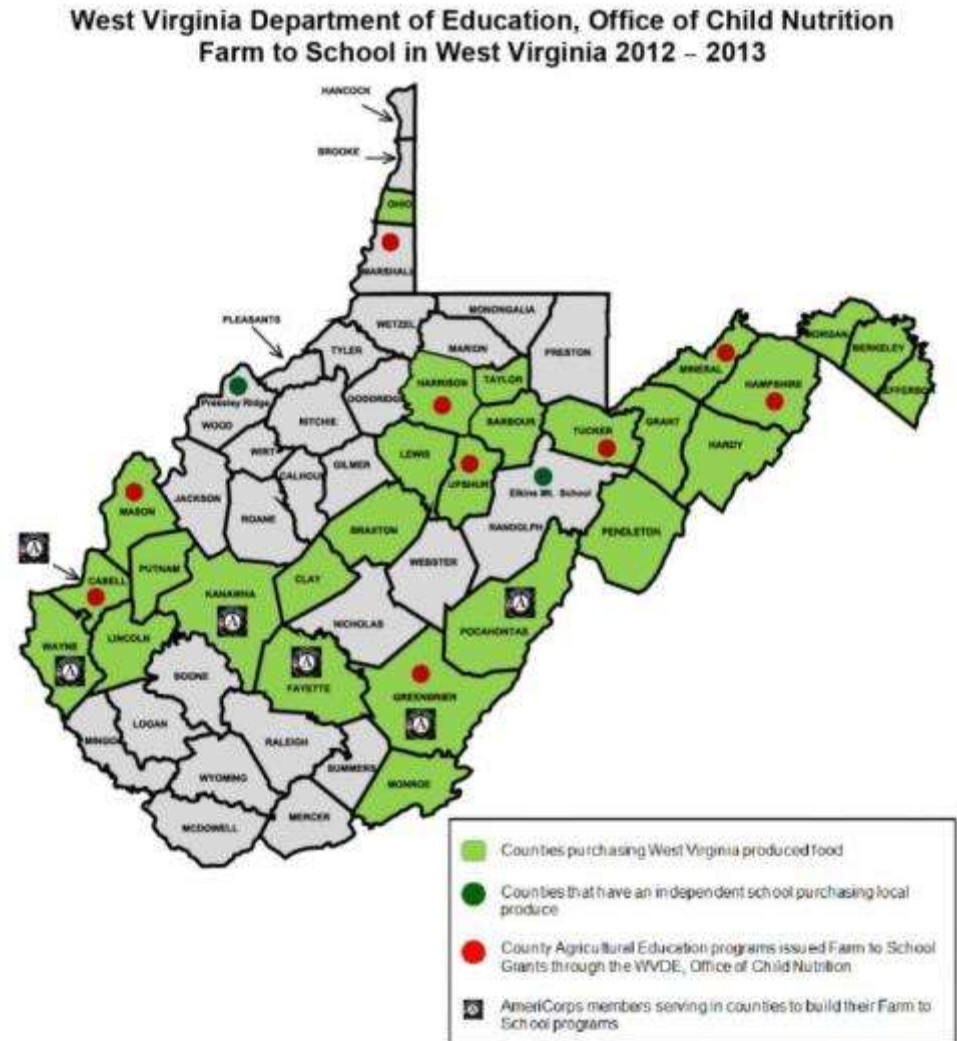 West Virginia Department of Education, Office of Child Nutrition
Farm to School in West Virginia 2012 – 2013
HANCOCK
BROOKE
OHIO
MARSHALL
PLEASANTS
WETZEL
MONONGALIA
TYLER
MARION
PRESTON
MORGAN
BERKELEY
JEFFERSON
MINERAL
HAMPSHIRE
HARRISON
TAYLOR
Pressley Ridge
WOOD
DODDRIDGE
RITCHIE
BARBOUR
TUCKER
GRANT
HARDY
WIRT
CALHOUN
GILMER
LEWIS
UPSHUR
Elkins Mt. School
JACKSON
ROANE
MASON
BRAXTON
RANDOLPH
PENDLETON
WEBSTER
CABELL
PUTNAM
KANAWHA
CLAY
NICHOLAS
POCAHONTAS
WAYNE
LINCOLN
BOONE
FAYETTE
GREENBRIER
LOGAN
MINGO
RALEIGH
SUMMERS
WYOMING
MONROE
MCDOWELL
MERCER
Counties purchasing West Virginia produced food
Counties that have an independent school purchasing local
produce
County Agricultural Education programs issued Farm to School
Grants through the WVDE, Office of Child Nutrition
AmeriCorps members serving in counties to build their Farm to
School programs